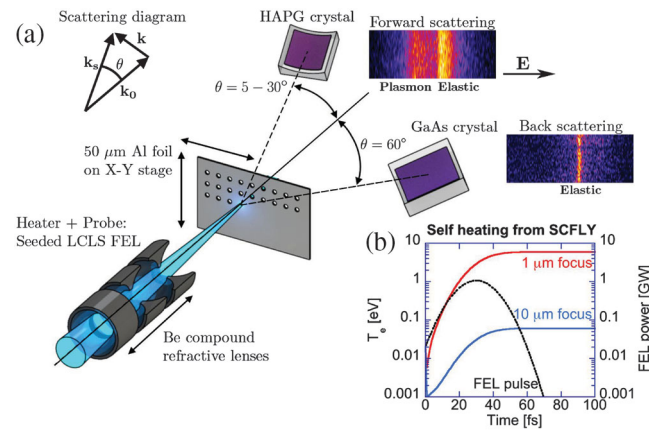 (a)
Scattering diagram
k
k_s
θ
k_0
HAPG crystal
θ = 5 − 30°
Forward scattering
Plasmon Elastic
E
GaAs crystal
θ = 60°
Back scattering
Elastic
50 μm Al foil
on X-Y stage
Heater + Probe:
Seeded LCLS FEL
Be compound
refractive lenses
(b)
Self heating from SCFLY
1 μm focus
10 μm focus
FEL pulse
T_e [eV]
10
1
0.1
0.01
0.001
FEL power [GW]
10
1
0.1
0.01
0.001
0 20 40 60 80 100
Time [fs]